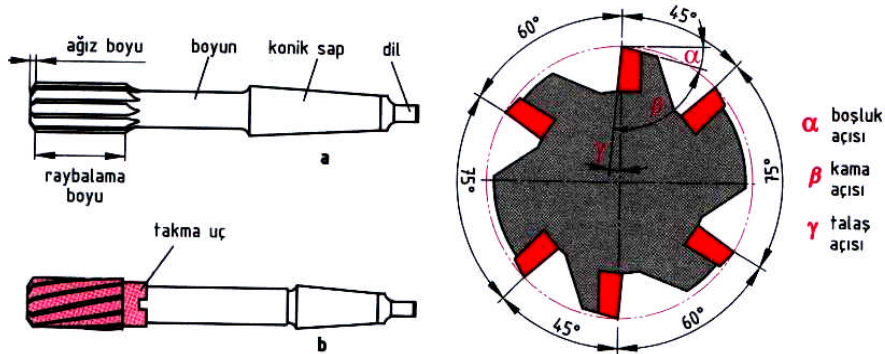 ağız boyu
boyun
konik sap
dil
a
raybalama
boyu
takma uç
b
60°
45°
α
β
γ
75°
75°
45°
60°
α boşluk
açısı
β kama
açısı
γ talaş
açısı